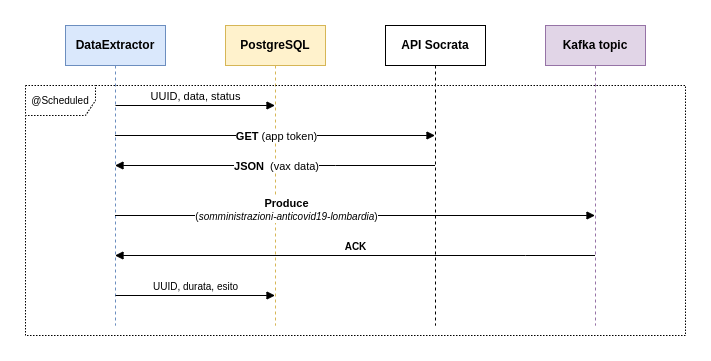 DataExtractor
PostgreSQL
API Socrata
Kafka topic
@Scheduled
UUID, data, status
GET (app token)
JSON (vax data)
Produce
(somministrazioni-anticovid19-lombardia)
ACK
UUID, durata, esito